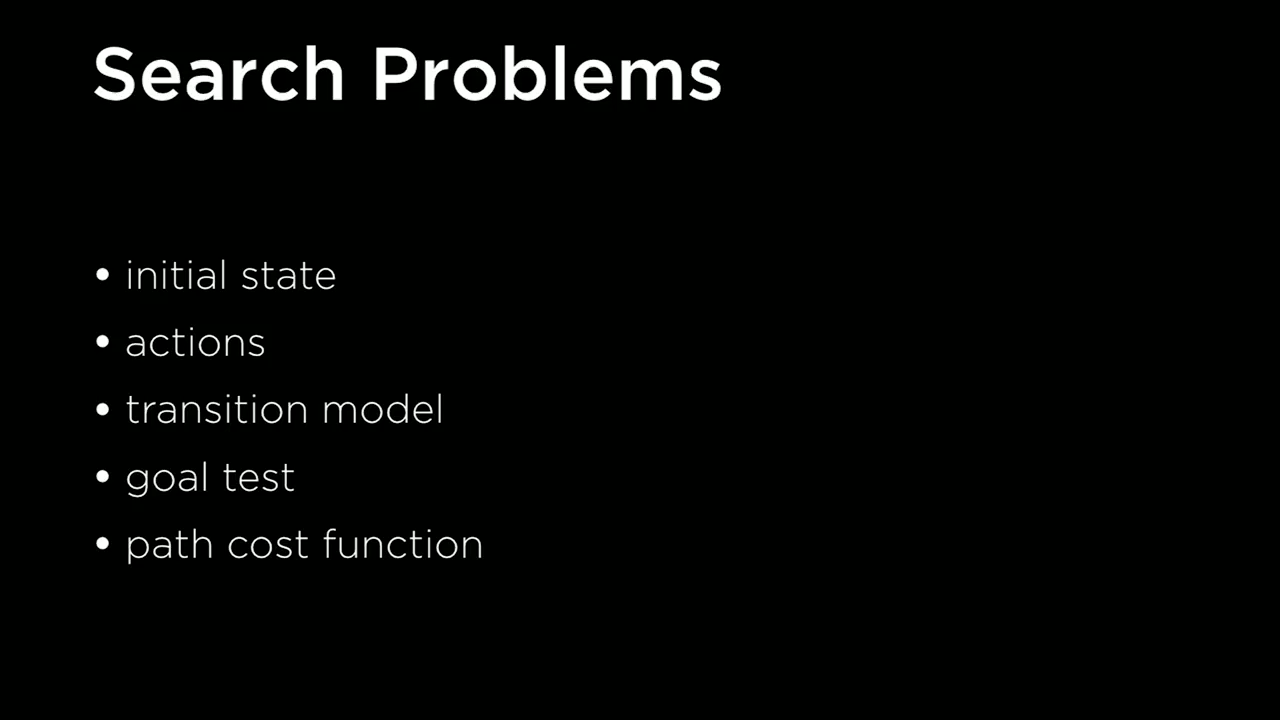 Search Problems
• initial state
• actions
• transition model
• goal test
• path cost function